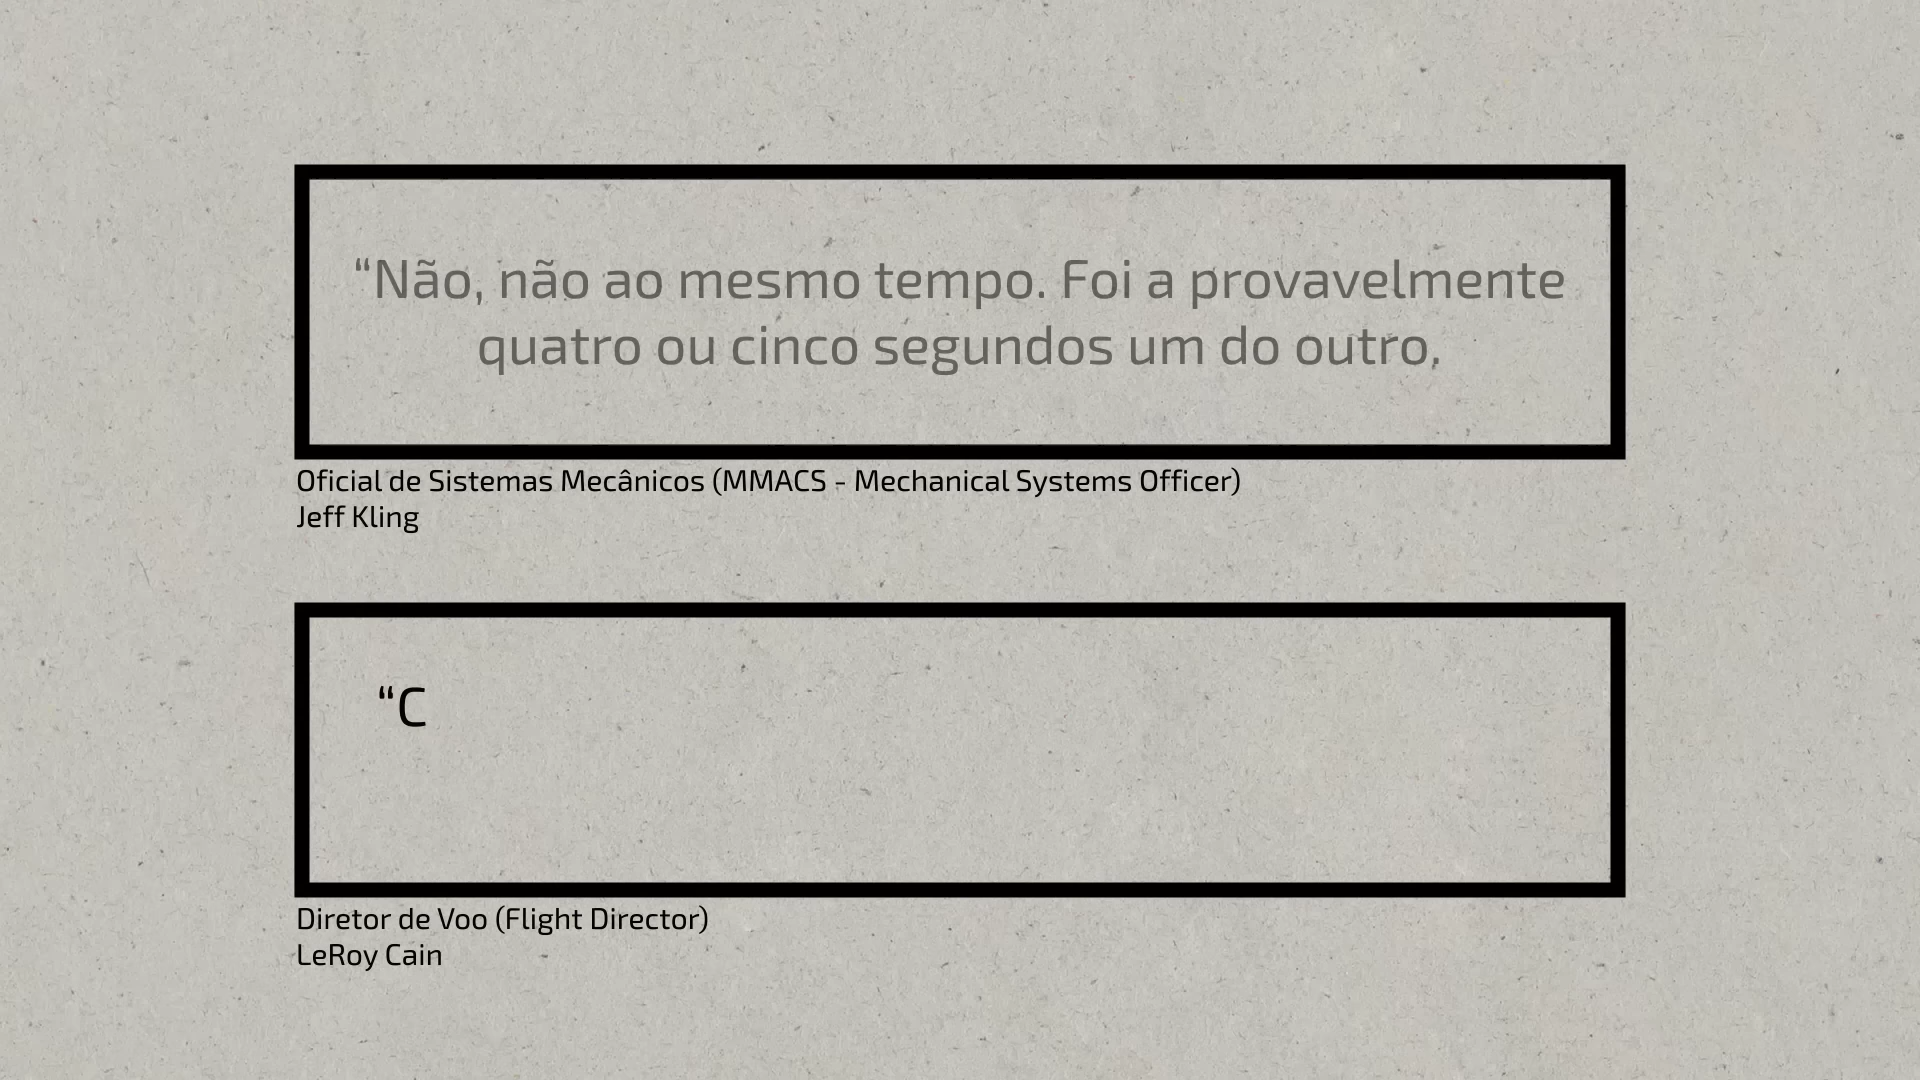 “Não, não ao mesmo tempo. Foi a provavelmente
quatro ou cinco segundos um do outro,
Oficial de Sistemas Mecânicos (MMACS - Mechanical Systems Officer)
Jeff Kling
“C
Diretor de Voo (Flight Director)
LeRoy Cain